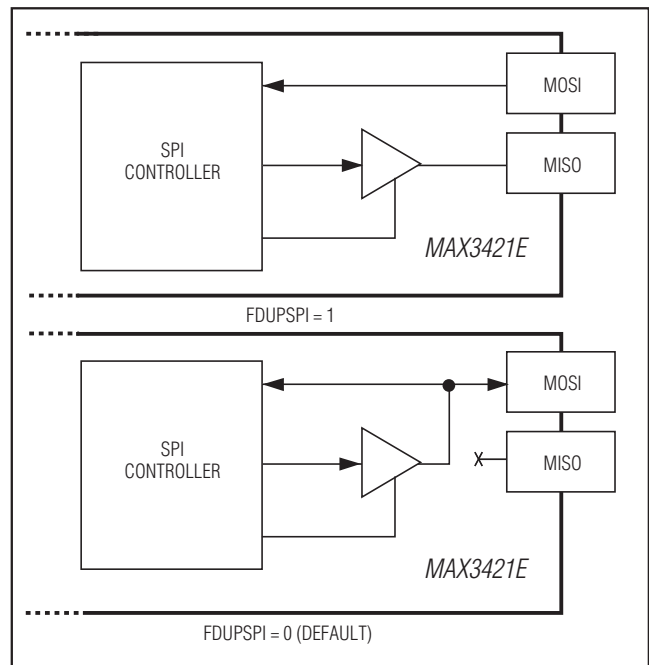 MOSI
SPI
CONTROLLER
MISO
MAX3421E
FDUPSPI = 1
MOSI
SPI
CONTROLLER
MISO
X
MAX3421E
FDUPSPI = 0 (DEFAULT)